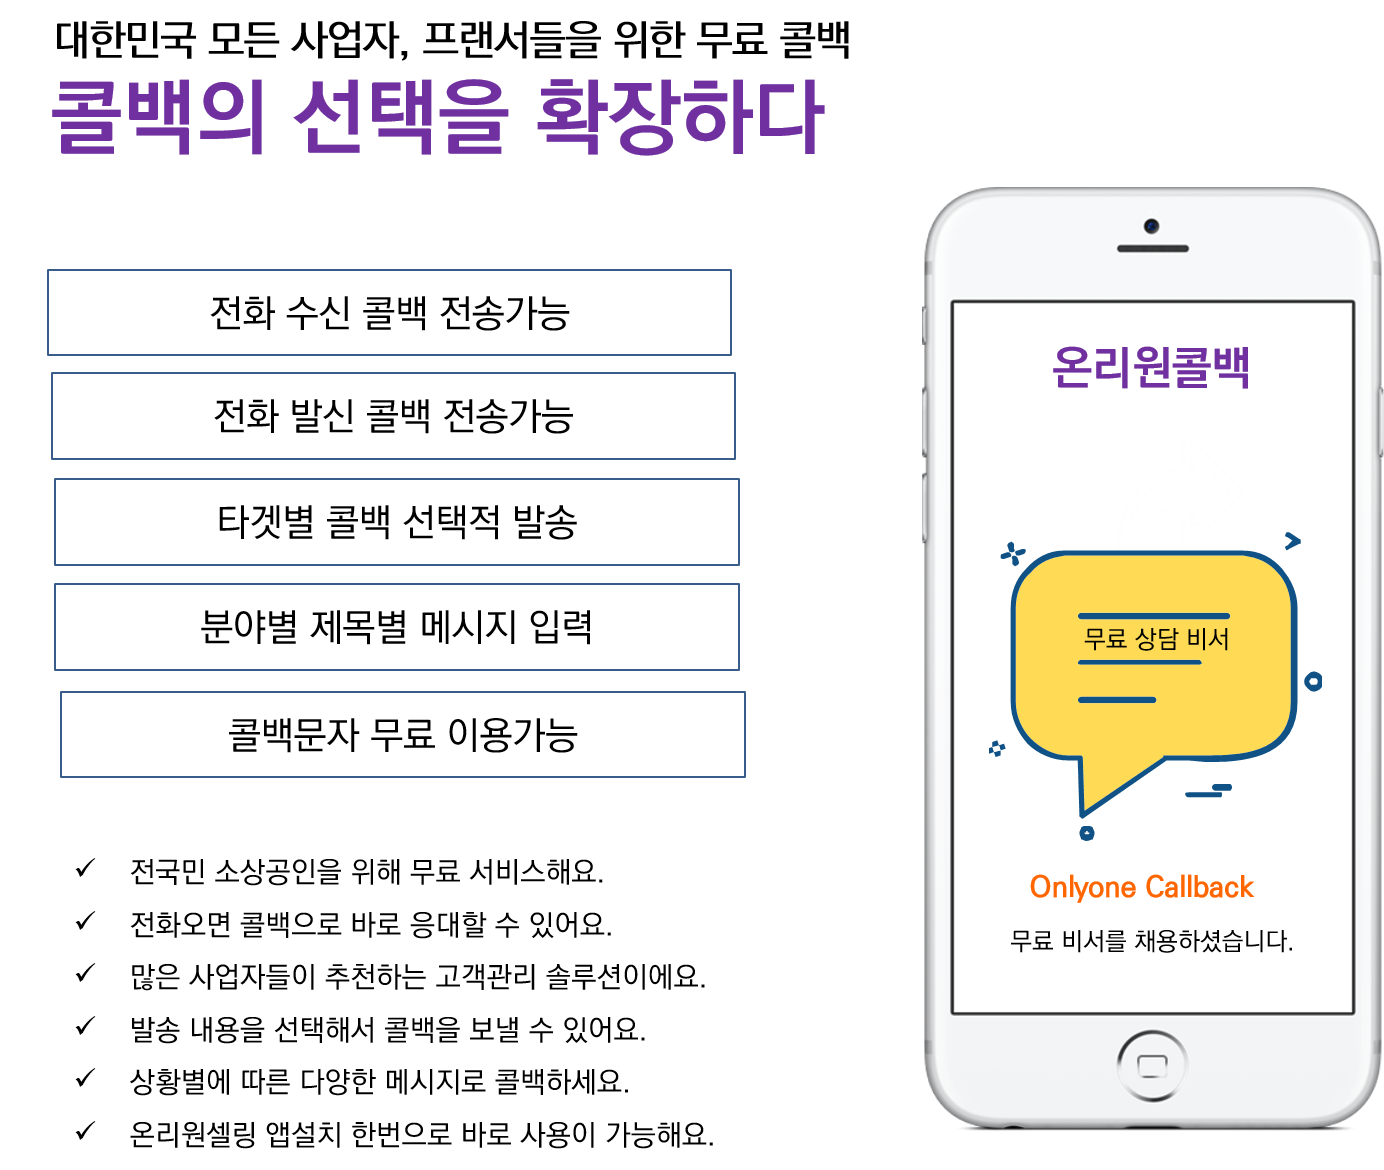 대한민국 모든 사업자, 프랜서들을 위한 무료 콜백
콜백의 선택을 확장하다
전화 수신 콜백 전송가능
전화 발신 콜백 전송가능
타겟별 콜백 선택적 발송
분야별 제목별 메시지 입력
콜백문자 무료 이용가능
✓ 전국민 소상공인을 위해 무료 서비스해요.
✓ 전화오면 콜백으로 바로 응대할 수 있어요.
✓ 많은 사업자들이 추천하는 고객관리 솔루션이에요.
✓ 발송 내용을 선택해서 콜백을 보낼 수 있어요.
✓ 상황별에 따른 다양한 메시지로 콜백하세요.
✓ 온리원셀링 앱설치 한번으로 바로 사용이 가능해요.
온리원콜백
무료 상담 비서
Onlyone Callback
무료 비서를 채용하셨습니다.